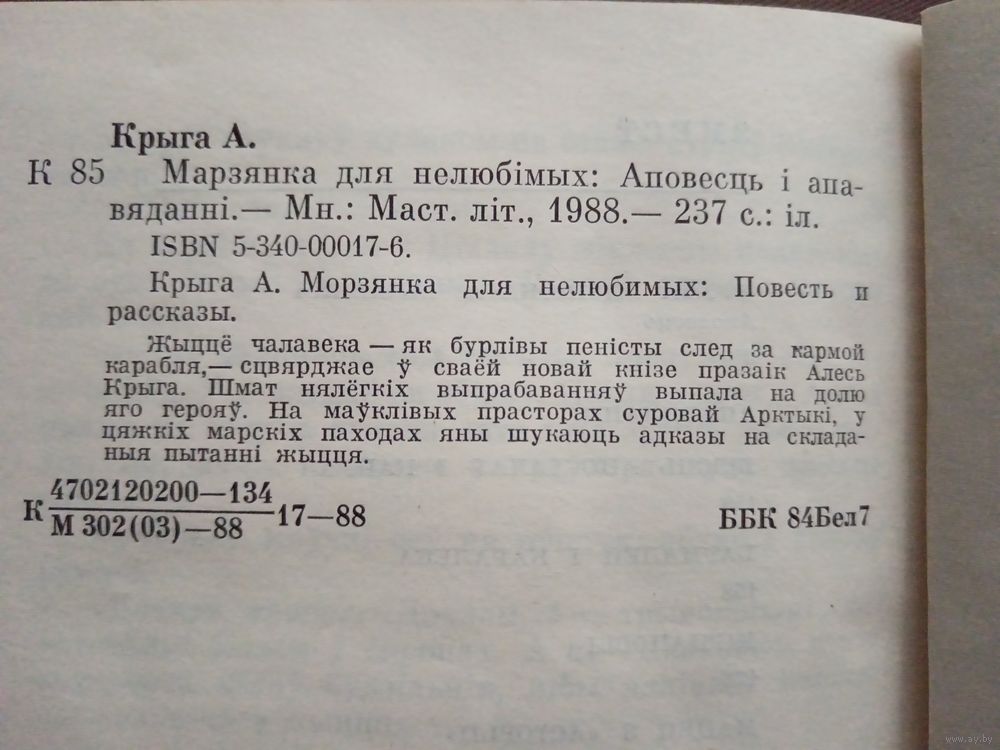 Крыга А.
К 85 Марзянка для нелюбімых: Аповесць і апа-
вяданні.— Мн.: Маст. літ., 1988.— 237 с.: іл.
ISBN 5-340-00017-6.
Крыга А. Морзянка для нелюбимых: Повесть и
рассказы.
Жыццё чалавека — як бурлівы пеністы след за кармой
карабля,— сцвярджае ў сваёй новай кнізе празаік Алесь
Крыга. Шмат нялёгкіх выпрабаванняў выпала на долю
яго герояў. На маўклівых прасторах суровай Арктыкі, у
цяжкіх марскіх паходах яны шукаюць адказы на склада-
ныя пытанні жыцця.
К 4702120200—134
М 302(03)—88 17—88
ББК 84Бел7
www.ay.by